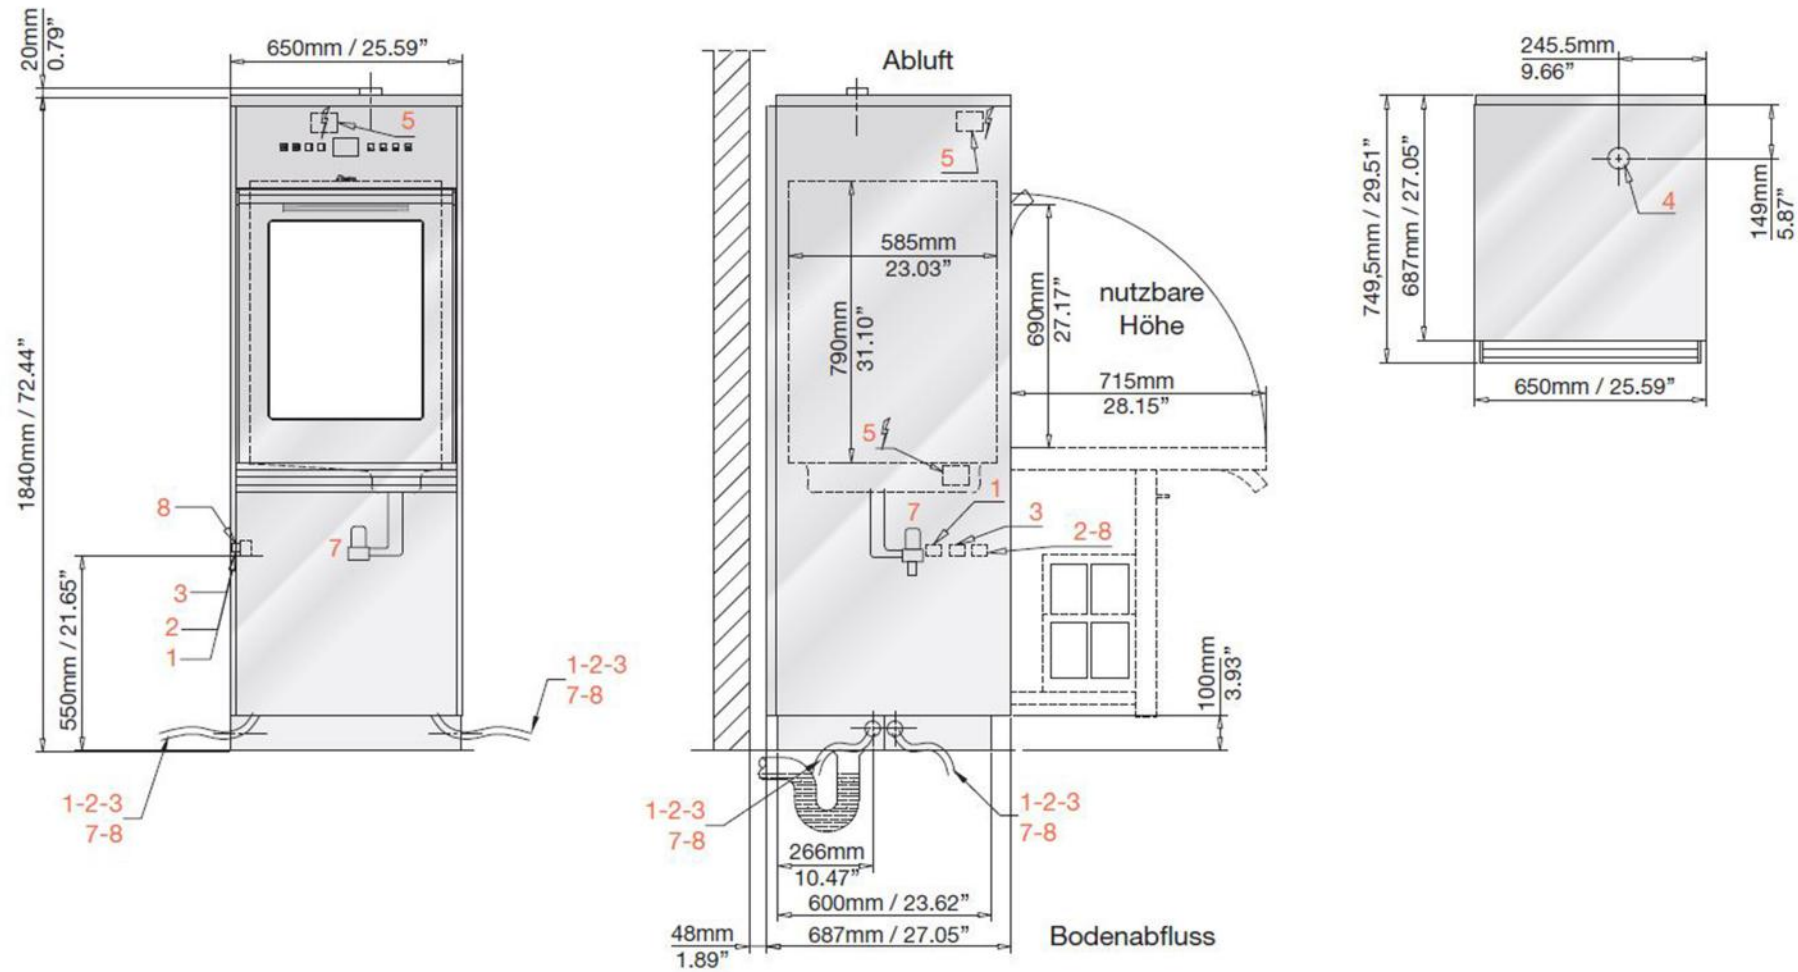 20mm
0.79”
650mm / 25.59”
5
1840mm / 72.44”
8
7
3
2
1
550mm / 21.65”
1-2-3
7-8
1-2-3
7-8
Abluft
5
585mm
23.03”
790mm
31.10”
690mm
27.17”
nutzbare
Höhe
715mm
28.15”
5
1
7
3
2-8
100mm
3.93”
1-2-3
7-8
1-2-3
7-8
266mm
10.47”
600mm / 23.62”
48mm
1.89”
687mm / 27.05”
Bodenabfluss
245.5mm
9.66”
749,5mm / 29.51”
687mm / 27.05”
4
149mm
5.87”
650mm / 25.59”